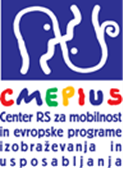 CMEPIUS
Center RS za mobilnost
in evropske programe
izobraževanja in
usposabljanja